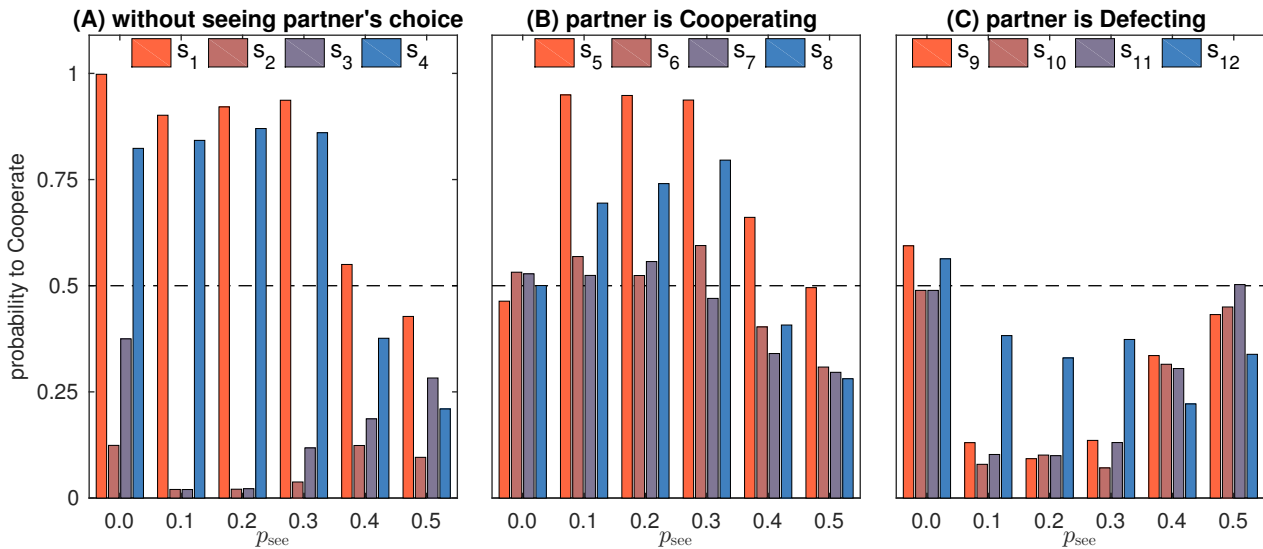 (A) without seeing partner's choice
(B) partner is Cooperating
(C) partner is Defecting
s1 s2 s3 s4
s5 s6 s7 s8
s9 s10 s11 s12
probability to Cooperate
1
0.75
0.5
0.25
0
0.0 0.1 0.2 0.3 0.4 0.5
0.0 0.1 0.2 0.3 0.4 0.5
0.0 0.1 0.2 0.3 0.4 0.5
psee
psee
psee